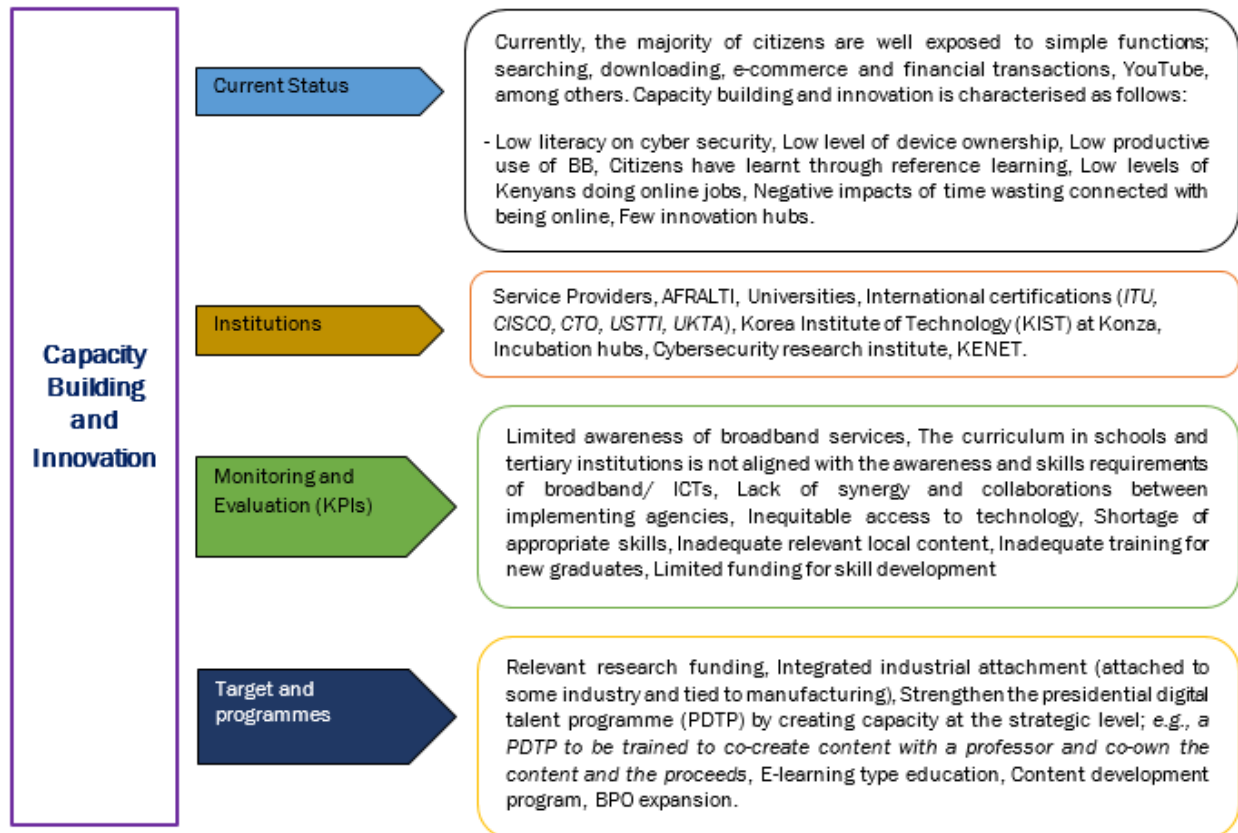 Capacity
Building
and
Innovation
Current Status
Currently, the majority of citizens are well exposed to simple functions;
searching, downloading, e-commerce and financial transactions, YouTube,
among others. Capacity building and innovation is characterised as follows:
- Low literacy on cyber security, Low level of device ownership, Low productive
use of BB, Citizens have learnt through reference learning, Low levels of
Kenyans doing online jobs, Negative impacts of time wasting connected with
being online, Few innovation hubs.
Institutions
Service Providers, AFRALTI, Universities, International certifications (ITU,
CISCO, CTO, USTTI, UKTA), Korea Institute of Technology (KIST) at Konza,
Incubation hubs, Cybersecurity research institute, KENET.
Monitoring and
Evaluation (KPIs)
Limited awareness of broadband services, The curriculum in schools and
tertiary institutions is not aligned with the awareness and skills requirements
of broadband/ ICTs, Lack of synergy and collaborations between
implementing agencies, Inequitable access to technology, Shortage of
appropriate skills, Inadequate relevant local content, Inadequate training for
new graduates, Limited funding for skill development
Target and
programmes
Relevant research funding, Integrated industrial attachment (attached to
some industry and tied to manufacturing), Strengthen the presidential digital
talent programme (PDTP) by creating capacity at the strategic level; e.g., a
PDTP to be trained to co-create content with a professor and co-own the
content and the proceeds, E-learning type education, Content development
program, BPO expansion.